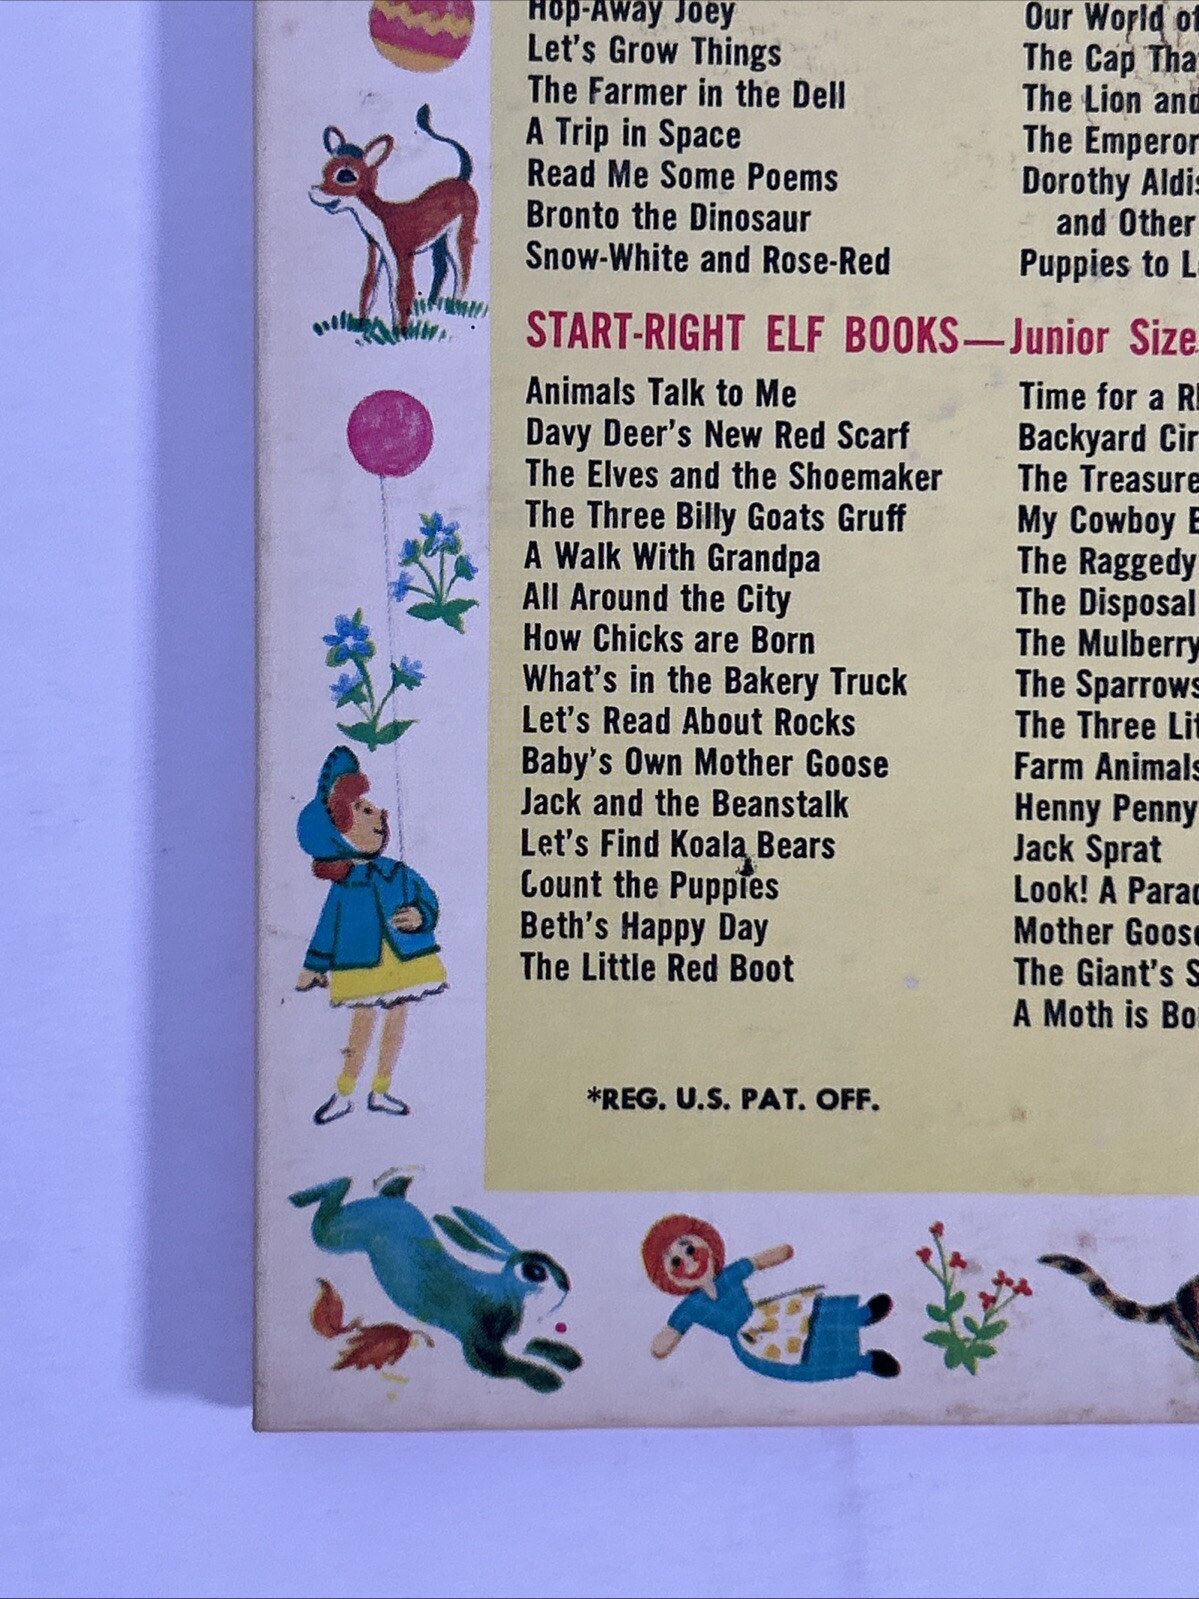 Hop-Away Joey
Let's Grow Things
The Farmer in the Dell
A Trip in Space
Read Me Some Poems
Bronto the Dinosaur
Snow-White and Rose-Red
Our World of
The Cap Tha
The Lion and
The Emperor
Dorothy Aldis
and Other
Puppies to L
START-RIGHT ELF BOOKS—Junior Size
Animals Talk to Me
Davy Deer's New Red Scarf
The Elves and the Shoemaker
The Three Billy Goats Gruff
A Walk With Grandpa
All Around the City
How Chicks are Born
What's in the Bakery Truck
Let's Read About Rocks
Baby's Own Mother Goose
Jack and the Beanstalk
Let's Find Koala Bears
Count the Puppies
Beth's Happy Day
The Little Red Boot
Time for a
Backyard Cir
The Treasure
My Cowboy
The Raggedy
The Disposal
The Mulberry
The Sparrows
The Three Lit
Farm Animals
Henny Penny
Jack Sprat
Look! A Parad
Mother Goose
The Giant's S
A Moth is Bo
*REG. U.S. PAT. OFF.